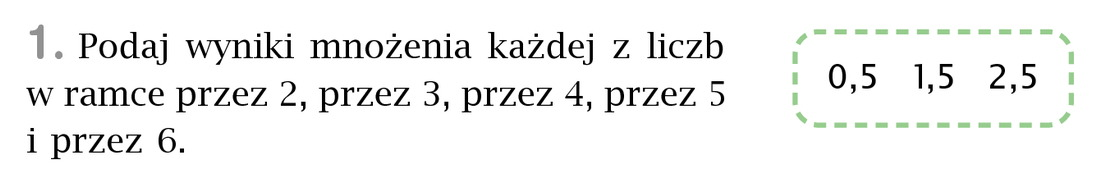 1. Podaj wyniki mnożenia każdej z liczb
w ramce przez 2, przez 3, przez 4, przez 5
i przez 6.
0,5 1,5 2,5